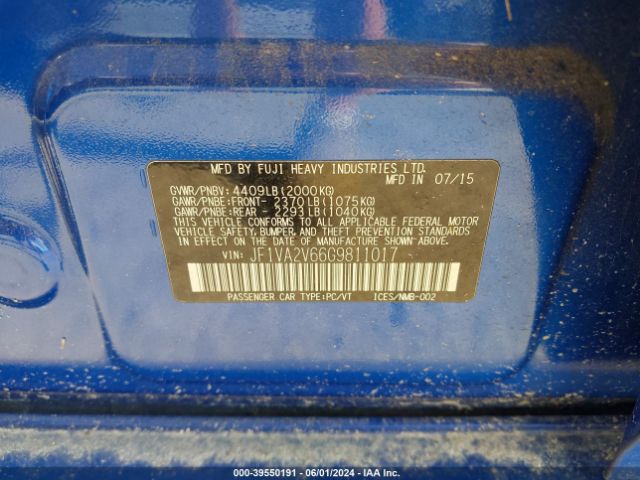 MFD BY FUJI HEAVY INDUSTRIES LTD.
MFD IN 07/15
GVWR/PNBV: 4409LB(2000KG)
GAWR/PNBE:FRONT- 2370LB(1075KG)
GAWR/PNBE:REAR - 2293LB(1040KG)
THIS VEHICLE CONFORMS TO ALL APPLICABLE FEDERAL MOTOR
VEHICLE SAFETY,BUMPER, AND THEFT PREVENTION STANDARDS
IN EFFECT ON THE DATE OF MANUFACTURE SHOWN ABOVE.
VIN: JF1VA2V66G9811017
PASSENGER CAR TYPE:PC/VT ICES/NMB-002
000-39550191 - 06/01/2024 - IAA Inc.